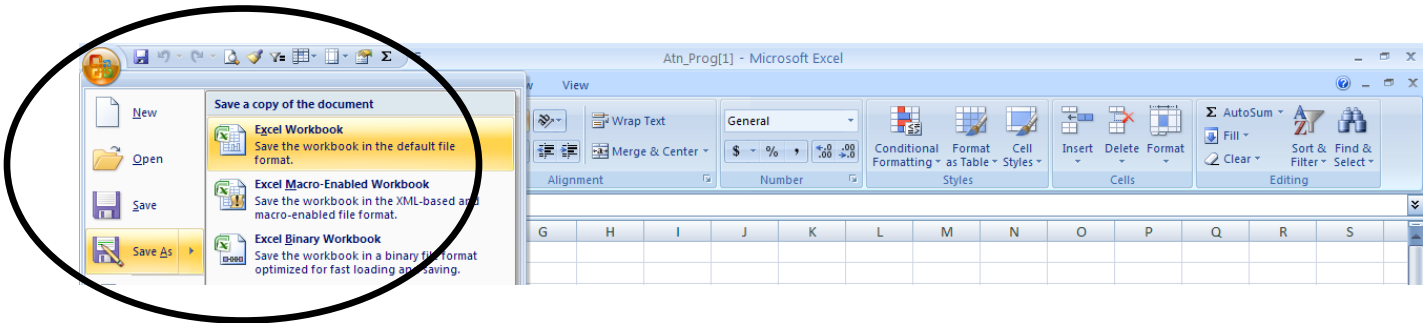 Atn_Prog[1] - Microsoft Excel
View
New
Open
Save
Save As
Save a copy of the document
Excel Workbook
Save the workbook in the default file
format.
Excel Macro-Enabled Workbook
Save the workbook in the XML-based and
macro-enabled file format.
Excel Binary Workbook
Save the workbook in a binary file format
optimized for fast loading and saving.
Wrap Text
Merge & Center
Alignment
General
$ % , .00 .00
Number
Conditional Formatting
Format as Table
Cell Styles
Styles
Insert Delete Format
Cells
Σ AutoSum
Fill
Clear
Sort & Filter
Find & Select
Editing
G H I J K L M N O P Q R S